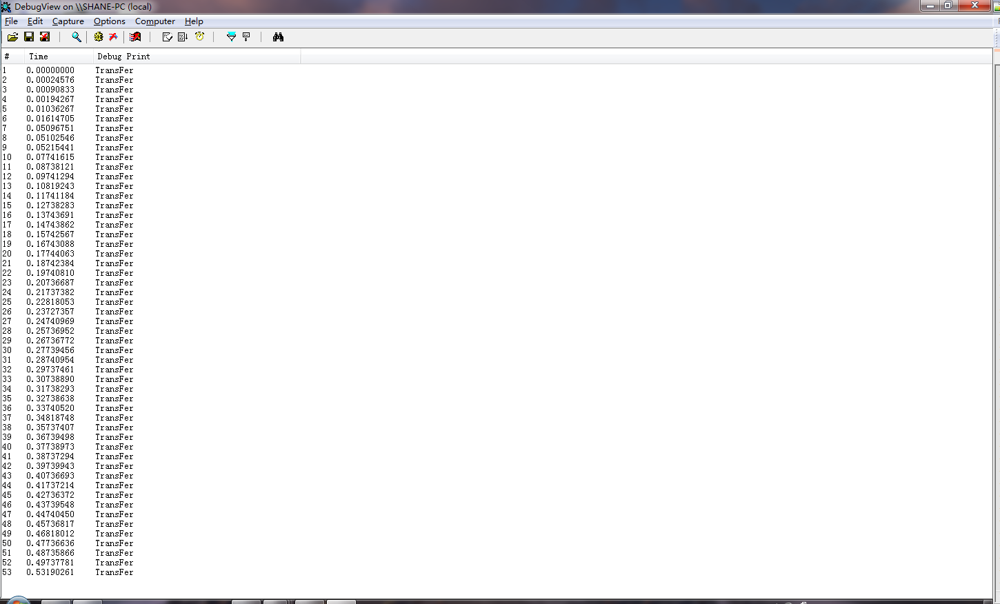 DebugView on \\SHANE-PC (local)
File Edit Capture Options Computer Help
# Time Debug Print
1 0.00000000 TransFer
2 0.00024576 TransFer
3 0.00090833 TransFer
4 0.00194267 TransFer
5 0.01036267 TransFer
6 0.01614705 TransFer
7 0.05096751 TransFer
8 0.05102546 TransFer
9 0.05215441 TransFer
10 0.07741615 TransFer
11 0.08738121 TransFer
12 0.09741294 TransFer
13 0.10819243 TransFer
14 0.11741184 TransFer
15 0.12738283 TransFer
16 0.13743691 TransFer
17 0.14743862 TransFer
18 0.15742567 TransFer
19 0.16743088 TransFer
20 0.17744063 TransFer
21 0.18742384 TransFer
22 0.19740810 TransFer
23 0.20736687 TransFer
24 0.21737382 TransFer
25 0.22818053 TransFer
26 0.23727357 TransFer
27 0.24740969 TransFer
28 0.25736952 TransFer
29 0.26736772 TransFer
30 0.27739456 TransFer
31 0.28740954 TransFer
32 0.29737461 TransFer
33 0.30738890 TransFer
34 0.31738293 TransFer
35 0.32738638 TransFer
36 0.33740520 TransFer
37 0.34818748 TransFer
38 0.35737407 TransFer
39 0.36739498 TransFer
40 0.37738973 TransFer
41 0.38737294 TransFer
42 0.39739943 TransFer
43 0.40736693 TransFer
44 0.41737214 TransFer
45 0.42736372 TransFer
46 0.43739548 TransFer
47 0.44740450 TransFer
48 0.45736817 TransFer
49 0.46818012 TransFer
50 0.47736636 TransFer
51 0.48735866 TransFer
52 0.49737781 TransFer
53 0.53190261 TransFer